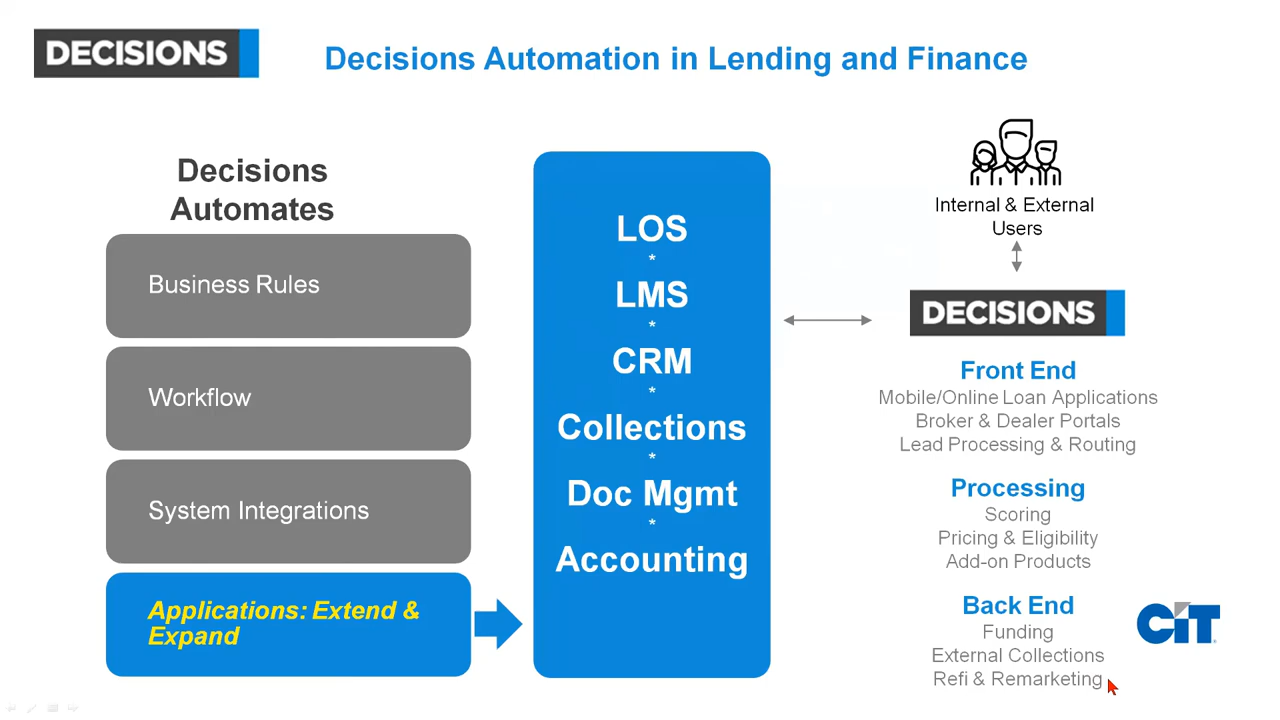 DECISIONS
Decisions Automation in Lending and Finance
Decisions
Automates
Business Rules
Workflow
System Integrations
Applications: Extend &
Expand
LOS
*
LMS
*
CRM
*
Collections
*
Doc Mgmt
*
Accounting
Internal & External
Users
DECISIONS
Front End
Mobile/Online Loan Applications
Broker & Dealer Portals
Lead Processing & Routing
Processing
Scoring
Pricing & Eligibility
Add-on Products
Back End
Funding
External Collections
Refi & Remarketing
CiT